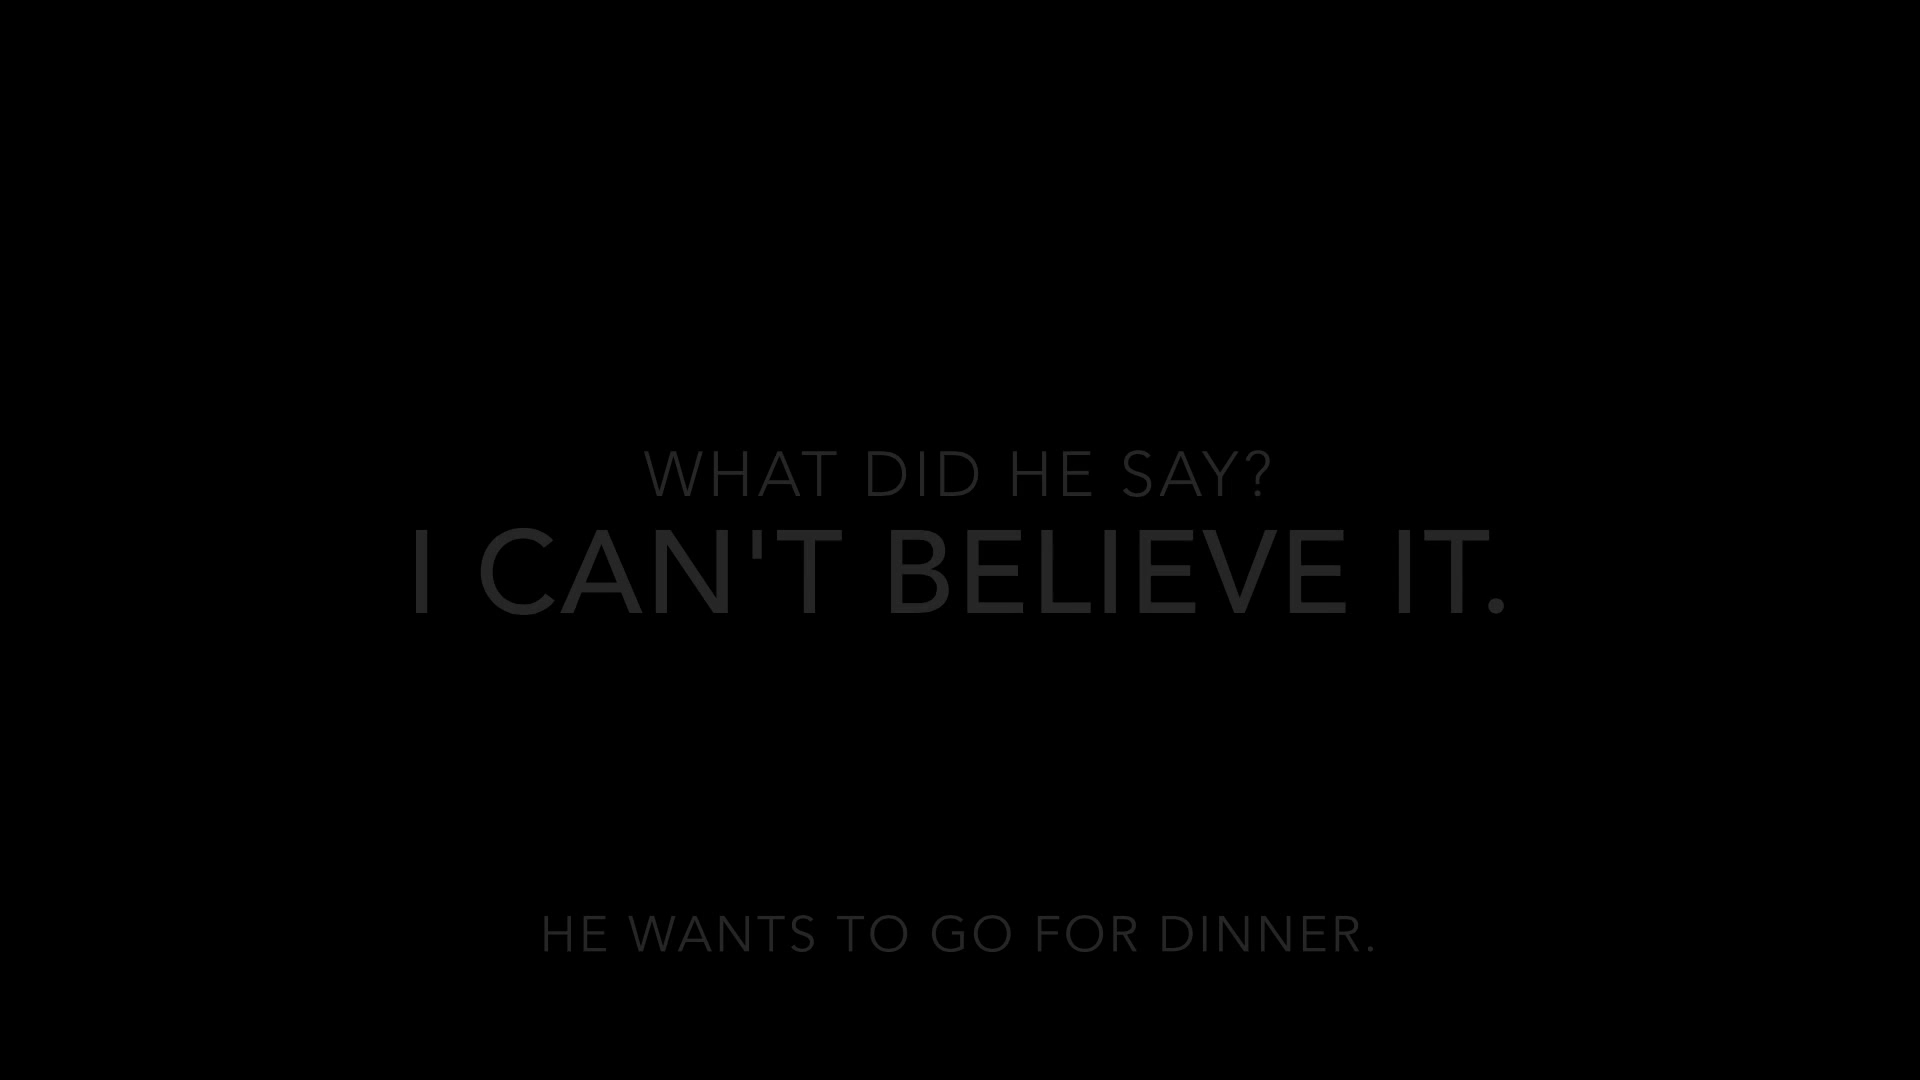 WHAT DID HE SAY?
I CAN'T BELIEVE IT.
HE WANTS TO GO FOR DINNER.